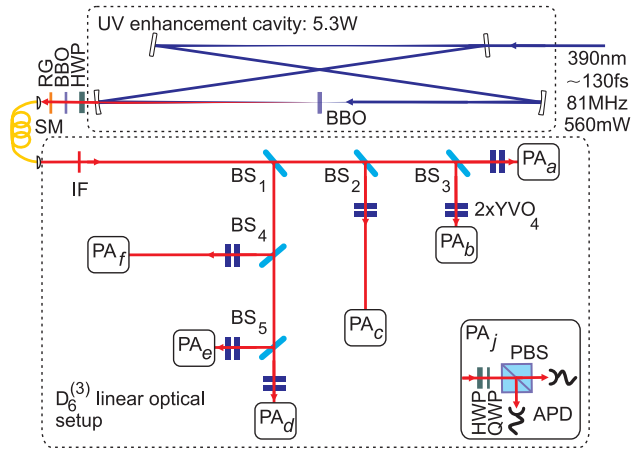 UV enhancement cavity: 5.3W
390nm
~130fs
81MHz
560mW
RG
BBO
HWP
BBO
SM
IF
BS1
BS2
BS3
PAa
2xYVO4
PAb
BS4
PAf
PAc
BS5
PAe
PAd
D6(3) linear optical
setup
PAj
PBS
HWP
QWP
APD